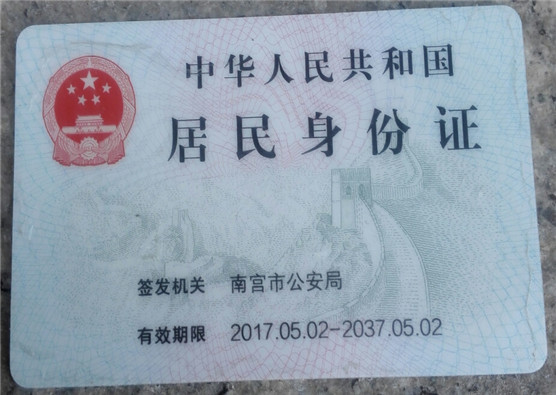 中华人民共和国
居民身份证
签发机关 南宫市公安局
有效期限 2017.05.02-2037.05.02